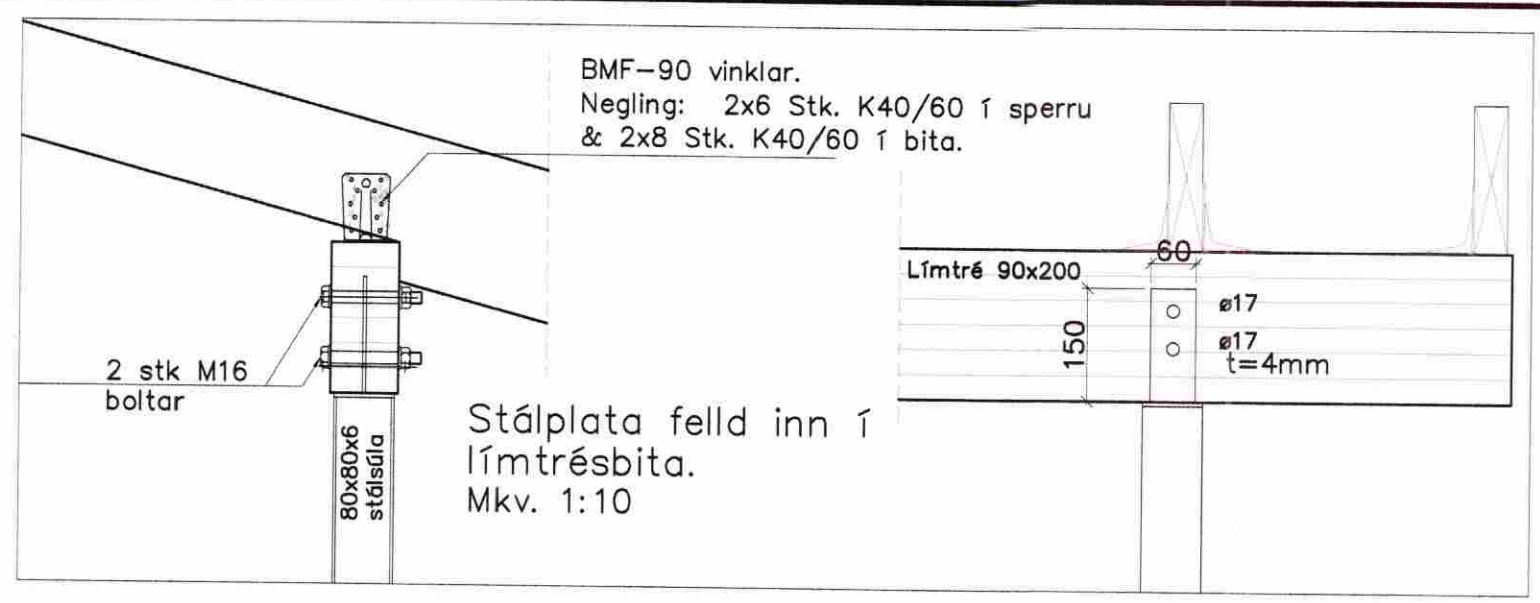 BMF-90 vinklar.
Negling: 2x6 Stk. K40/60 í sperru
& 2x8 Stk. K40/60 í bita.
2 stk M16
boltar
80x80x6
stálsúla
Stálplata felld inn í
límtrésbita.
Mkv. 1:10
60
Límtré 90x200
150
ø17
ø17
t=4mm